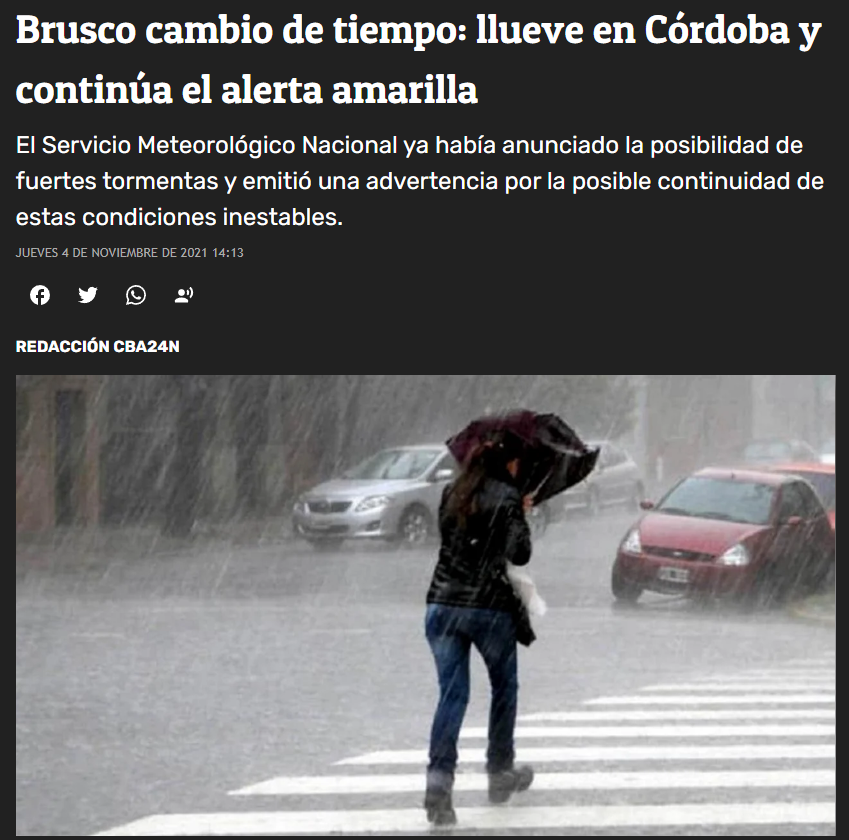 Brusco cambio de tiempo: llueve en Córdoba y
continúa el alerta amarilla
El Servicio Meteorológico Nacional ya había anunciado la posibilidad de
fuertes tormentas y emitió una advertencia por la posible continuidad de
estas condiciones inestables.
JUEVES 4 DE NOVIEMBRE DE 2021 14:13
REDACCIÓN CBA24N